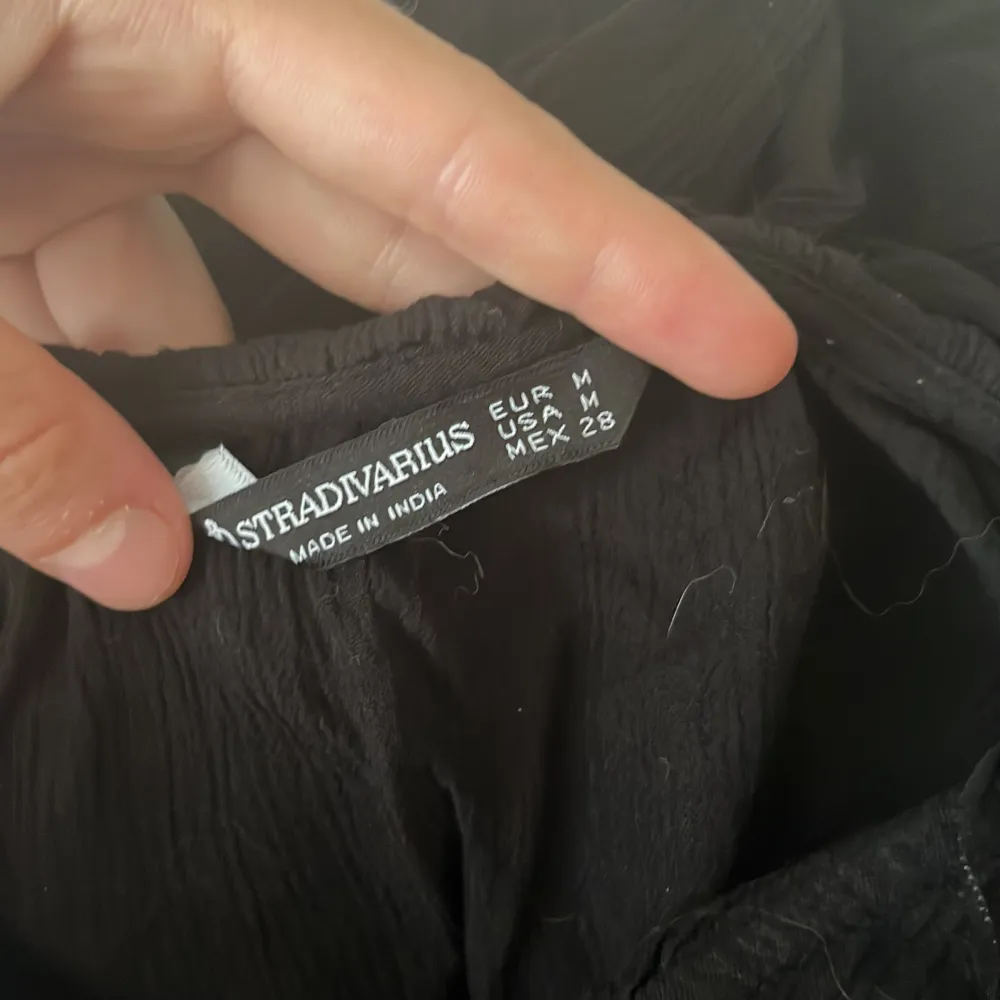 STRADIVARIUS
MADE IN INDIA
EUR M
USA M
MEX 28